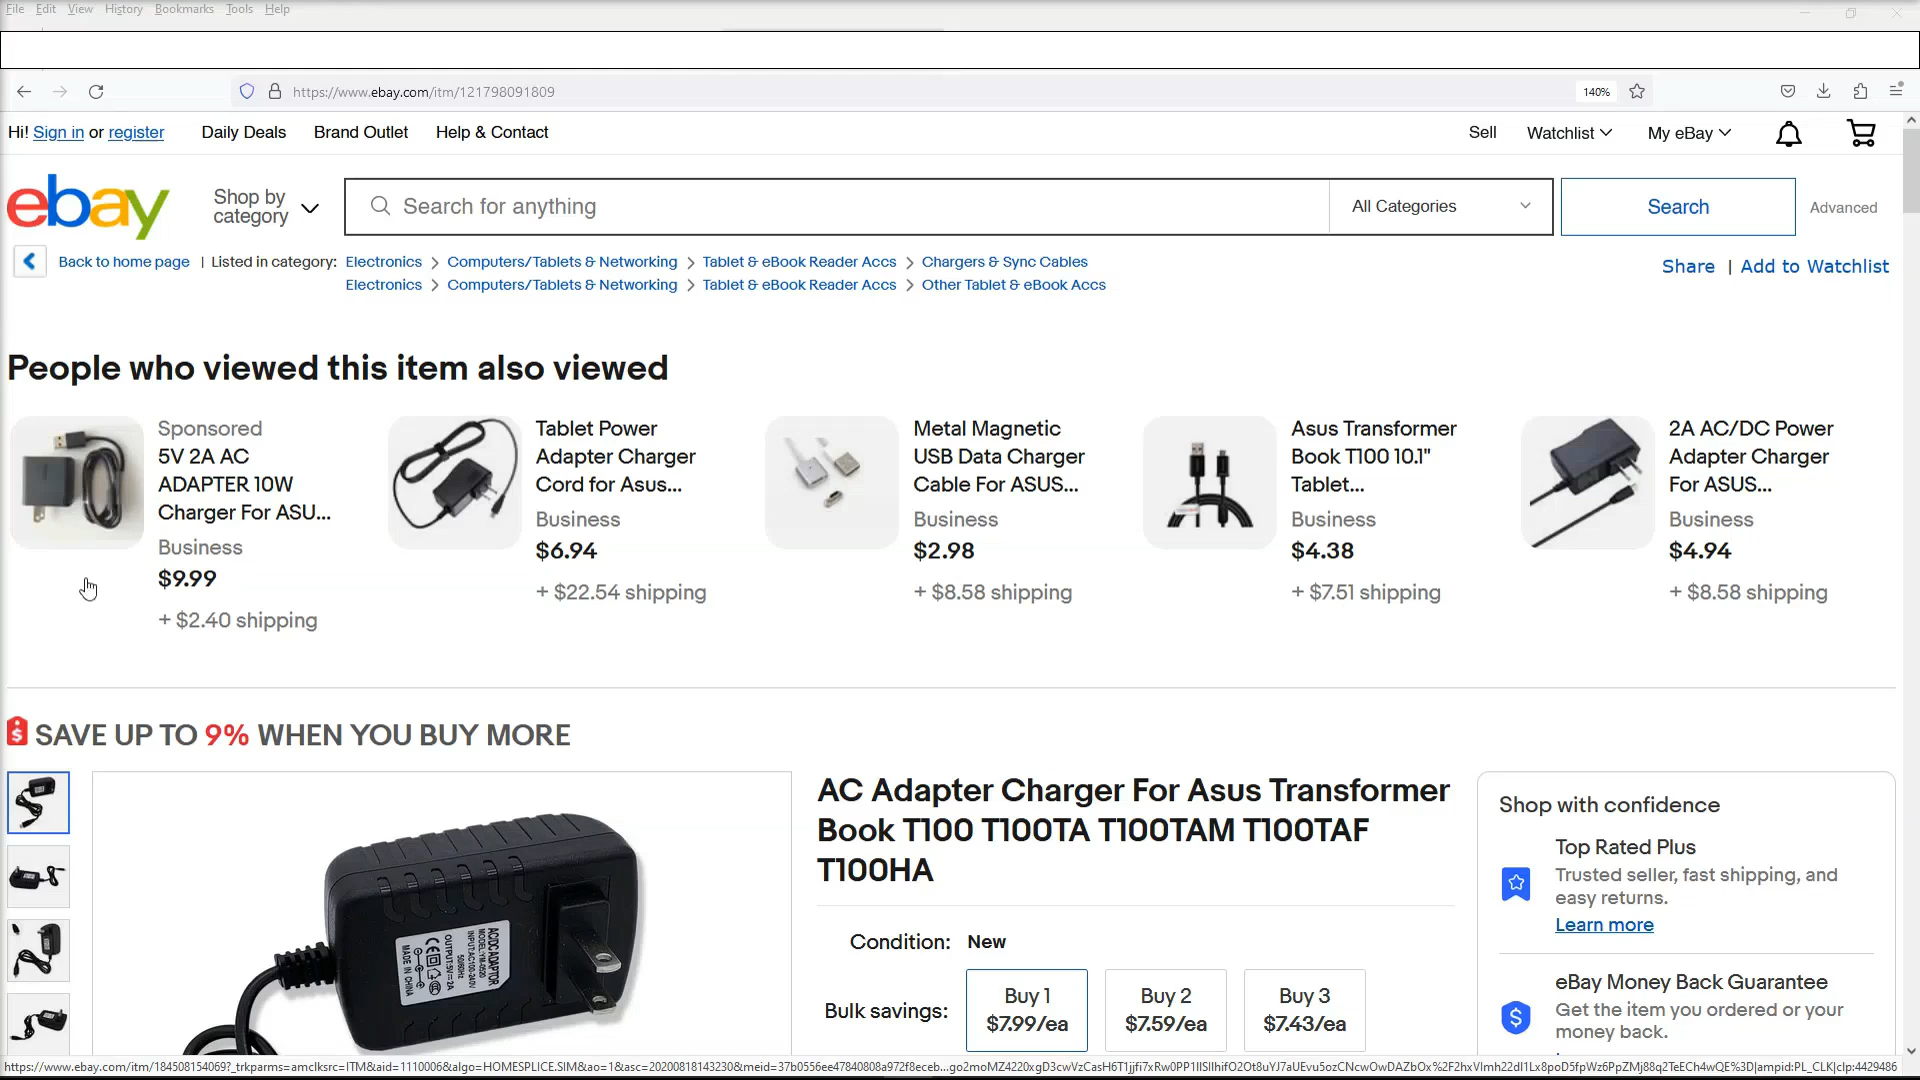 File Edit View History Bookmarks Tools Help
https://www.ebay.com/itm/121798091809
140%
Hi! Sign in or register Daily Deals Brand Outlet Help & Contact Sell Watchlist My eBay
ebay
Shop by
category
Search for anything
All Categories
Search
Advanced
Back to home page | Listed in category: Electronics > Computers/Tablets & Networking > Tablet & eBook Reader Accs > Chargers & Sync Cables
Electronics > Computers/Tablets & Networking > Tablet & eBook Reader Accs > Other Tablet & eBook Accs
Share | Add to Watchlist
People who viewed this item also viewed
Sponsored
5V 2A AC
ADAPTER 10W
Charger For ASU...
Business
$9.99
+ $2.40 shipping
Tablet Power
Adapter Charger
Cord for Asus...
Business
$6.94
+ $22.54 shipping
Metal Magnetic
USB Data Charger
Cable For ASUS...
Business
$2.98
+ $8.58 shipping
Asus Transformer
Book T100 10.1"
Tablet...
Business
$4.38
+ $7.51 shipping
2A AC/DC Power
Adapter Charger
For ASUS...
Business
$4.94
+ $8.58 shipping
SAVE UP TO 9% WHEN YOU BUY MORE
AC/DC ADAPTOR
MODEL:YM-0520
INPUT:AC100-240V
50/60Hz
OUTPUT:5V 2A
MADE IN CHINA
AC Adapter Charger For Asus Transformer
Book T100 T100TA T100TAM T100TAF
T100HA
Condition: New
Bulk savings:
Buy 1
$7.99/ea
Buy 2
$7.59/ea
Buy 3
$7.43/ea
Shop with confidence
Top Rated Plus
Trusted seller, fast shipping, and
easy returns.
Learn more
eBay Money Back Guarantee
Get the item you ordered or your
money back.